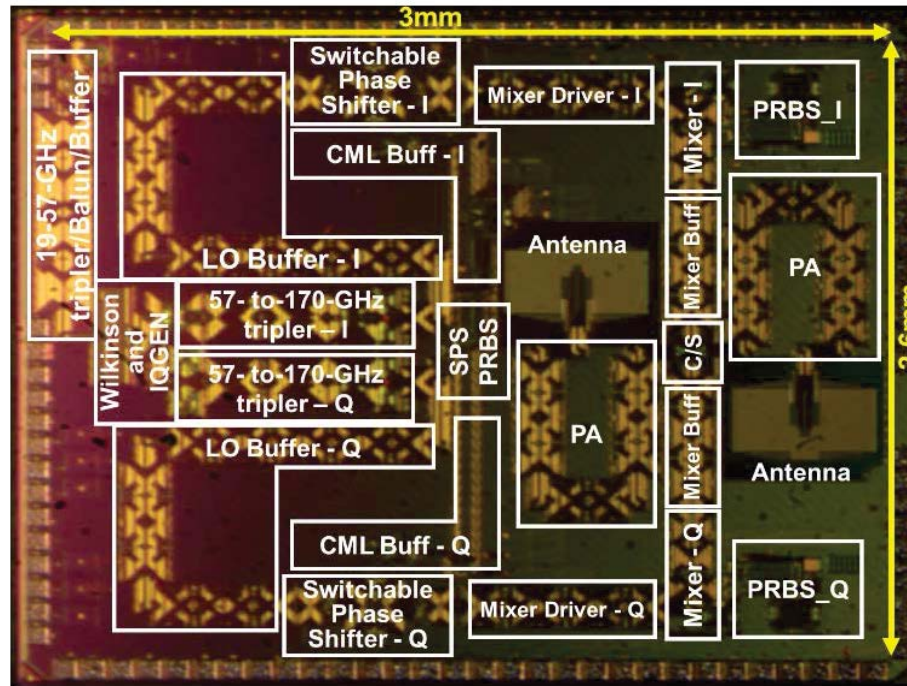 3mm
Switchable
Phase
Shifter - I
Mixer Driver - I
Mixer - I
PRBS_I
19-57-GHz
tripler/Balun/Buffer
CML Buff - I
LO Buffer - I
Antenna
Mixer Buff
PA
2.6mm
Wilkinson
and
IQGEN
57- to-170-GHz
tripler – I
SPS
PRBS
C/S
57- to-170-GHz
tripler – Q
LO Buffer - Q
PA
Mixer Buff
Antenna
CML Buff - Q
Mixer - Q
PRBS_Q
Switchable
Phase
Shifter - Q
Mixer Driver - Q